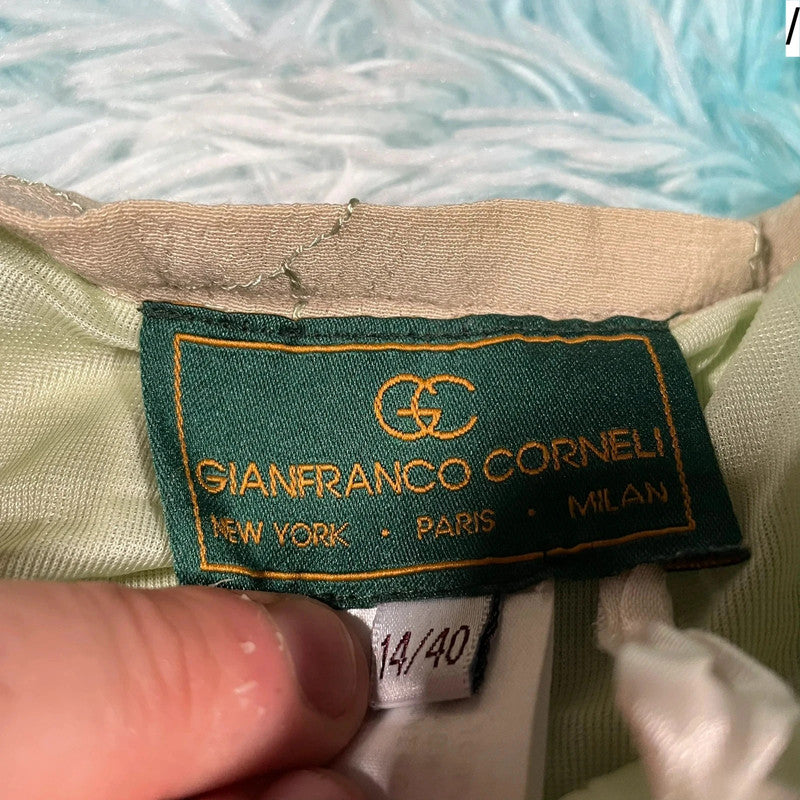 GC
GIANFRANCO CORNELI
NEW YORK · PARIS · MILAN
14/40